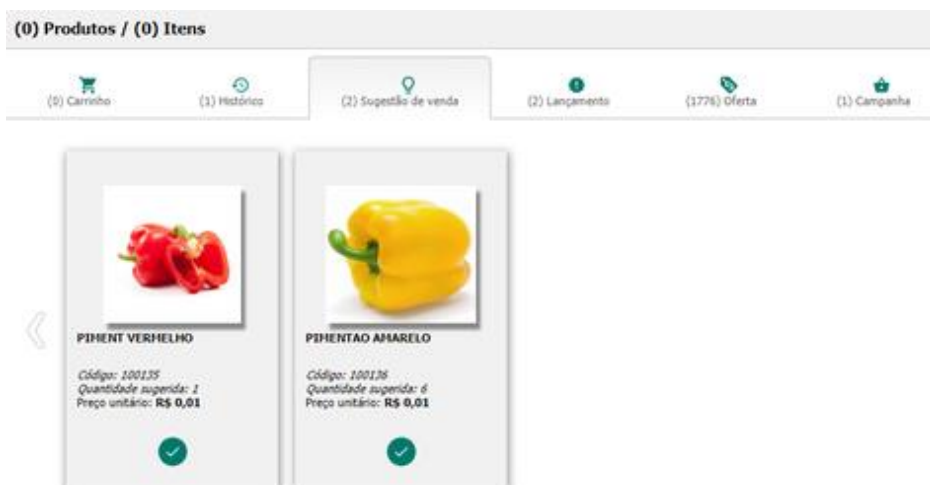 (0) Produtos / (0) Itens
(0) Carrinho
(1) Histórico
(2) Sugestão de venda
(2) Lançamento
(1776) Oferta
(1) Campanha
PIMENT VERMELHO
Código: 100135
Quantidade sugerida: 1
Preço unitário: R$ 0,01
PIMENTAO AMARELO
Código: 100136
Quantidade sugerida: 6
Preço unitário: R$ 0,01